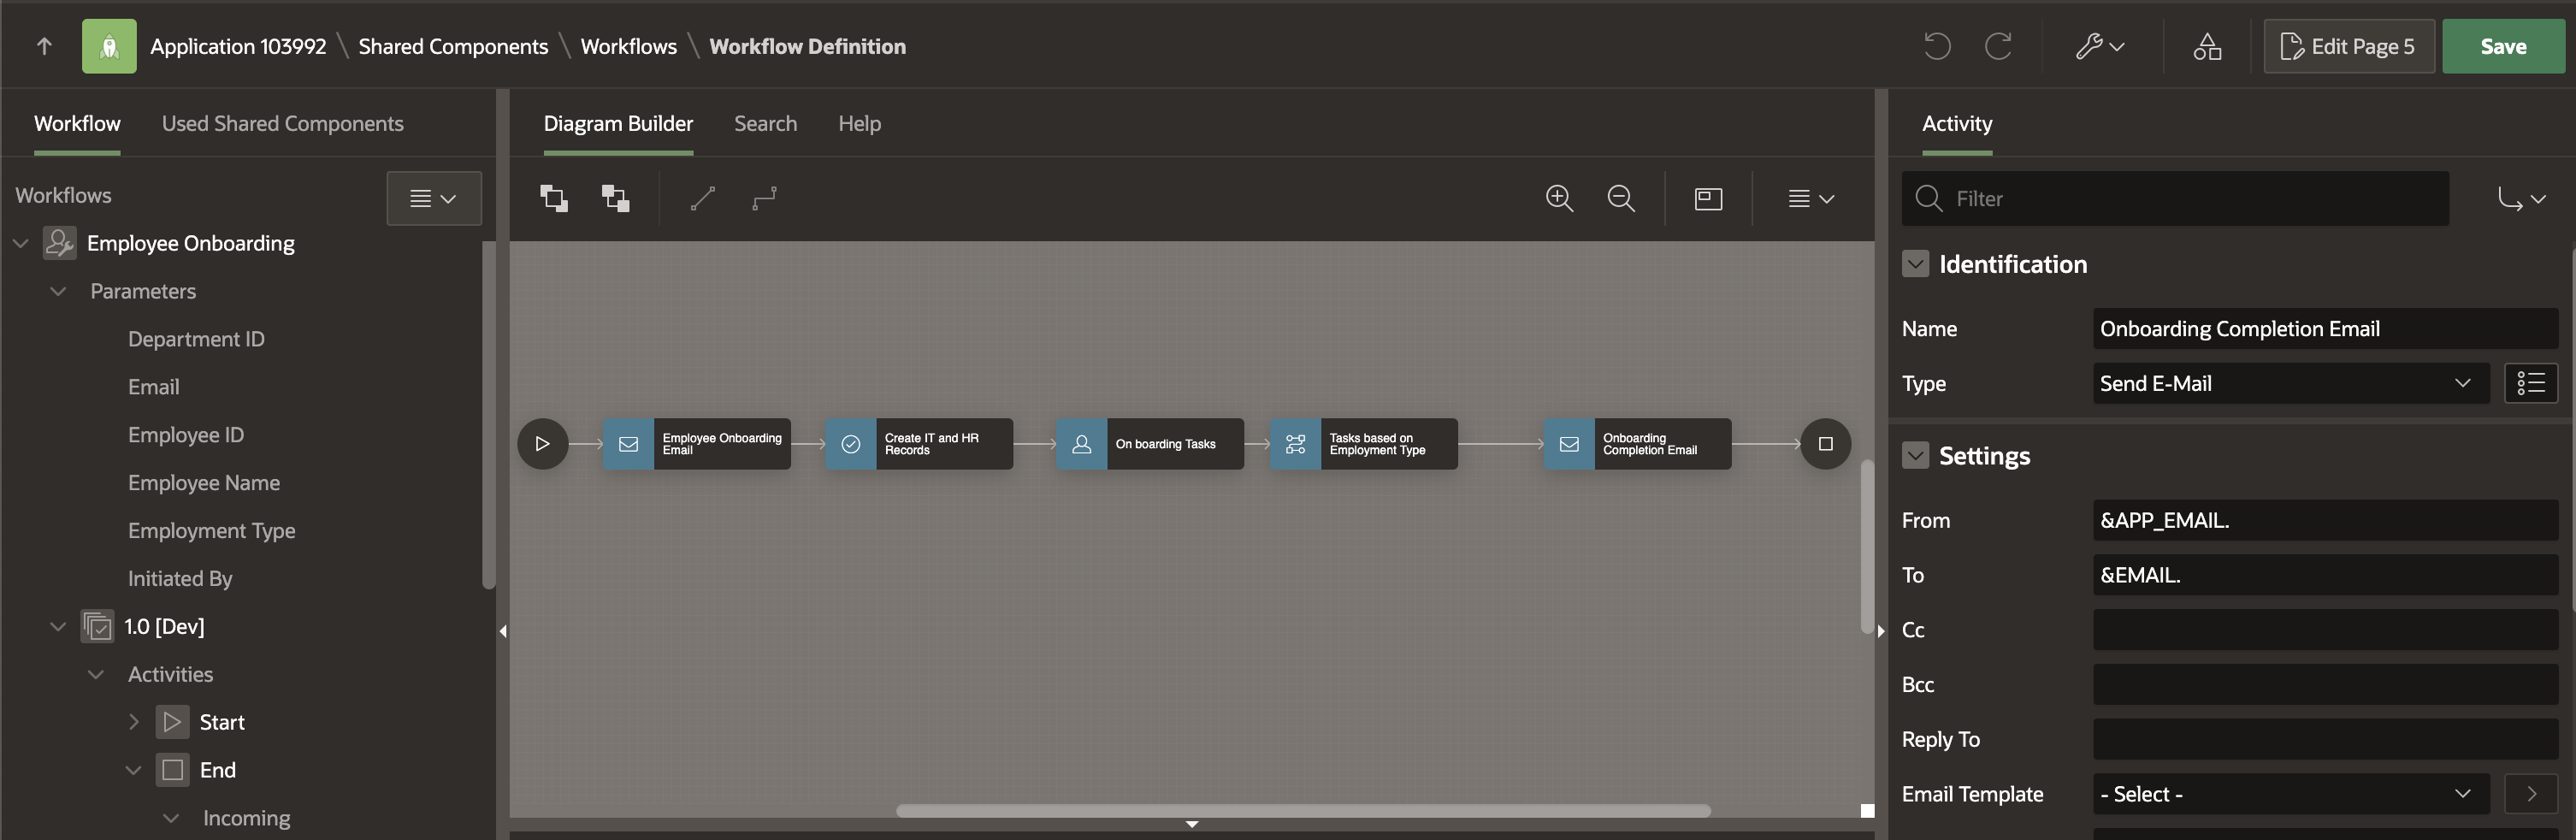 Application 103992 \ Shared Components \ Workflows \ Workflow Definition
Edit Page 5
Save
Workflow
Used Shared Components
Workflows
Employee Onboarding
Parameters
Department ID
Email
Employee ID
Employee Name
Employment Type
Initiated By
1.0 [Dev]
Activities
Start
End
Incoming
Diagram Builder
Search
Help
Employee Onboarding
Email
Create IT and HR
Records
On boarding Tasks
Tasks based on
Employment Type
Onboarding
Completion Email
Activity
Filter
Identification
Name
Onboarding Completion Email
Type
Send E-Mail
Settings
From
&APP_EMAIL.
To
&EMAIL.
Cc
Bcc
Reply To
Email Template
- Select -